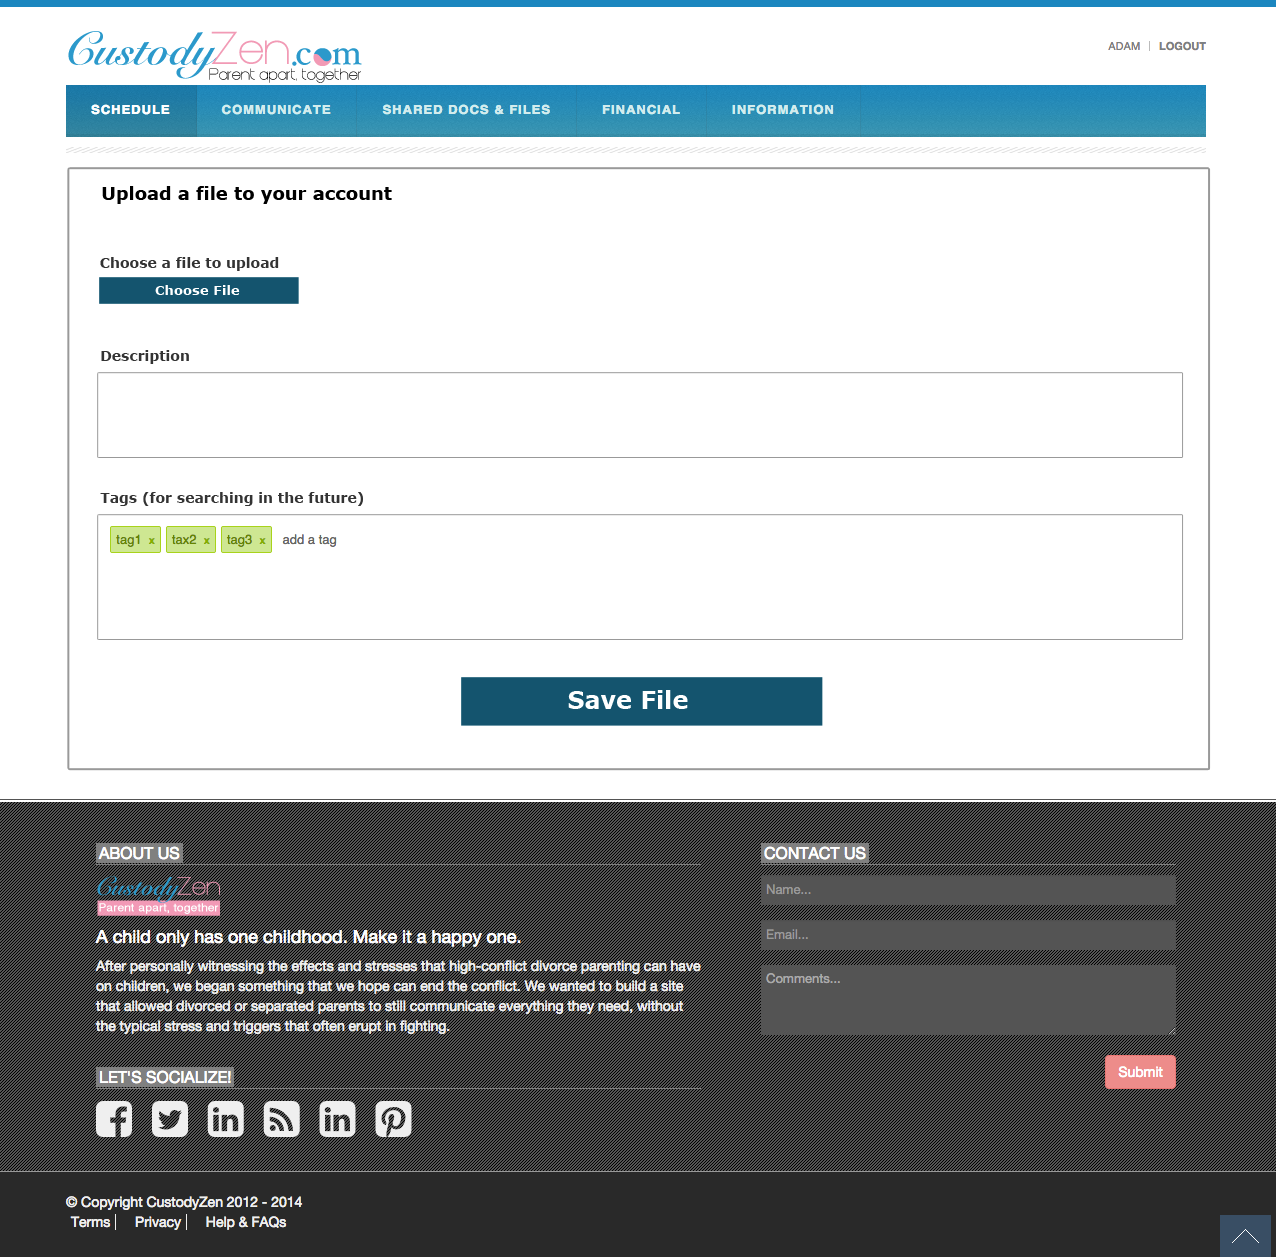 CustodyZen.com
Parent apart, together
ADAM | LOGOUT
SCHEDULE COMMUNICATE SHARED DOCS & FILES FINANCIAL INFORMATION
Upload a file to your account
Choose a file to upload
Choose File
Description
Tags (for searching in the future)
tag1 x tax2 x tag3 x add a tag
Save File
ABOUT US
CustodyZen
Parent apart, together
A child only has one childhood. Make it a happy one.
After personally witnessing the effects and stresses that high-conflict divorce parenting can have
on children, we began something that we hope can end the conflict. We wanted to build a site
that allowed divorced or separated parents to still communicate everything they need, without
the typical stress and triggers that often erupt in fighting.
LET'S SOCIALIZE!
CONTACT US
Name...
Email...
Comments...
Submit
© Copyright CustodyZen 2012 - 2014
Terms | Privacy | Help & FAQs